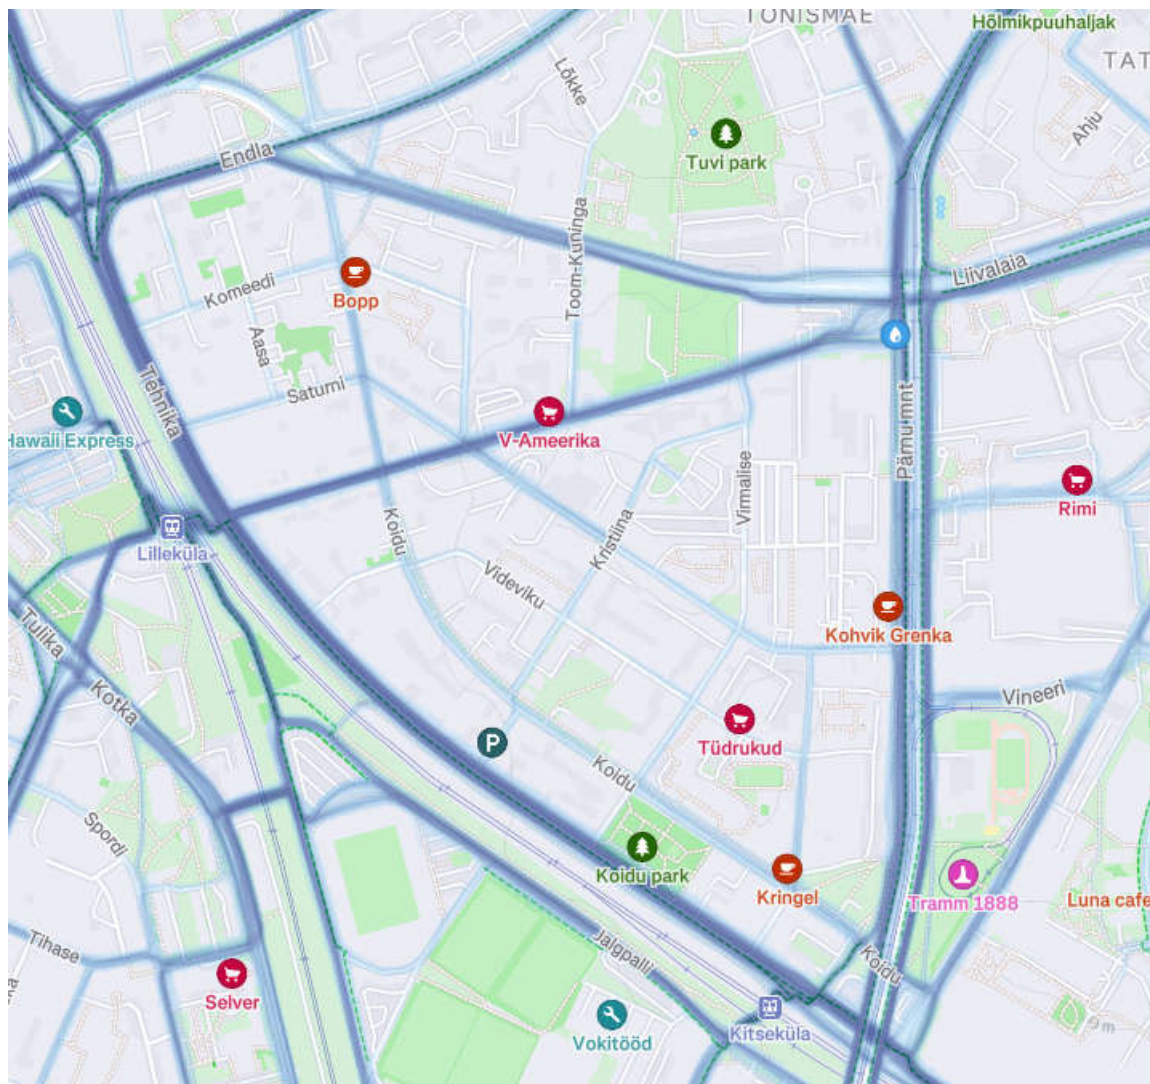 TÕNISMÄE
Hõlmikpuuhaljak
TAT
Lõkke
Ahju
Endla
Tuvi park
Toom-Kuninga
Liivalaia
Komeedi
Bopp
Aasa
Saturni
Tehnika
Hawaii Express
V-Ameerika
Pärnu mnt
Virmalise
Rimi
Koidu
Kristiina
Lilleküla
Videviku
Kohvik Grenka
Tulika
Kotka
Vineeri
P
Tüdrukud
Koidu
Spordi
Koidu park
Kringel
Tramm 1888
Luna cafe
Tihase
Jalgpalli
Koidu
Selver
Vokitööd
Kitseküla